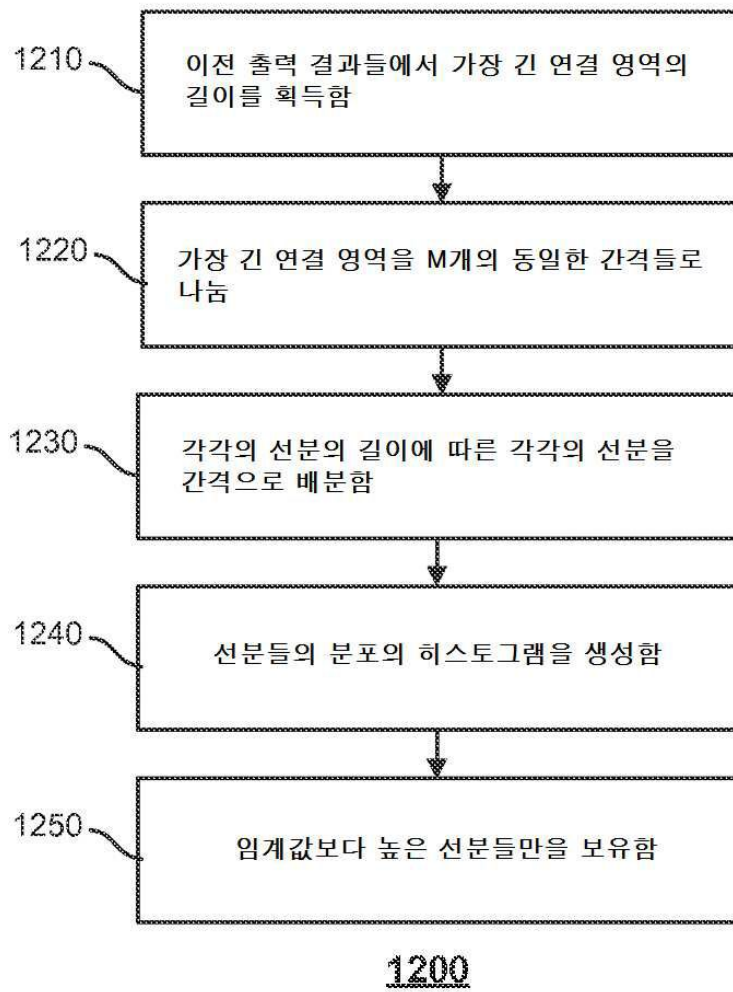 1210
이전 출력 결과들에서 가장 긴 연결 영역의
길이를 획득함
1220
가장 긴 연결 영역을 M개의 동일한 간격들로
나눔
1230
각각의 선분의 길이에 따른 각각의 선분을
간격으로 배분함
1240
선분들의 분포의 히스토그램을 생성함
1250
임계값보다 높은 선분들만을 보유함
1200